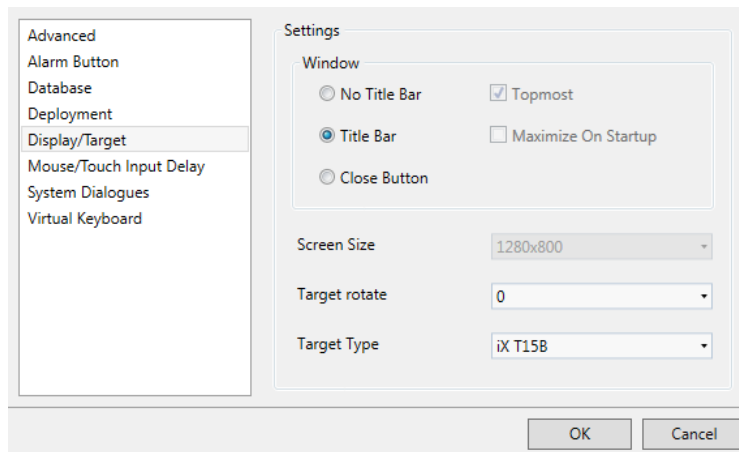 Advanced
Alarm Button
Database
Deployment
Display/Target
Mouse/Touch Input Delay
System Dialogues
Virtual Keyboard
Settings
Window
No Title Bar
Topmost
Title Bar
Maximize On Startup
Close Button
Screen Size
1280x800
Target rotate
0
Target Type
iX T15B
OK
Cancel